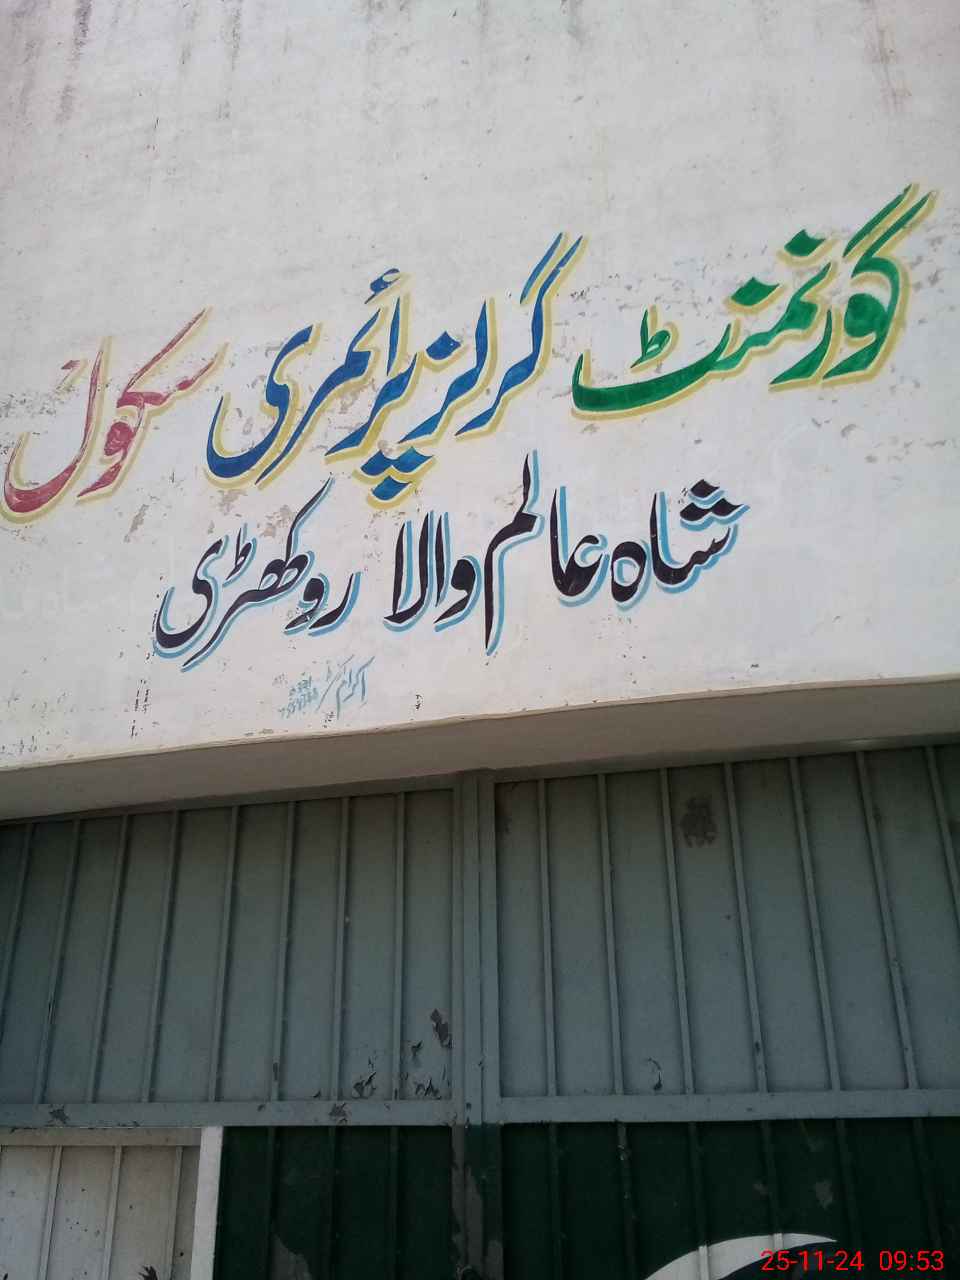 گورنمنٹ گرلز پرائمری سکول
شاہ عالم والا روکھڑی
25-11-24 09:53